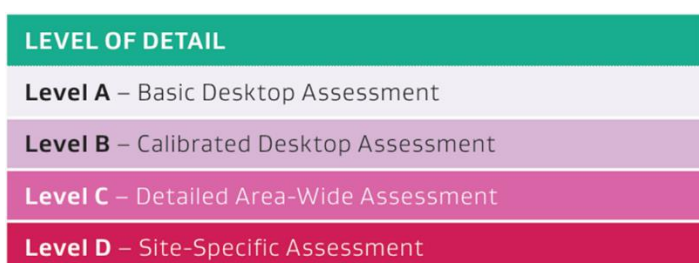 LEVEL OF DETAIL
Level A – Basic Desktop Assessment
Level B – Calibrated Desktop Assessment
Level C – Detailed Area-Wide Assessment
Level D – Site-Specific Assessment